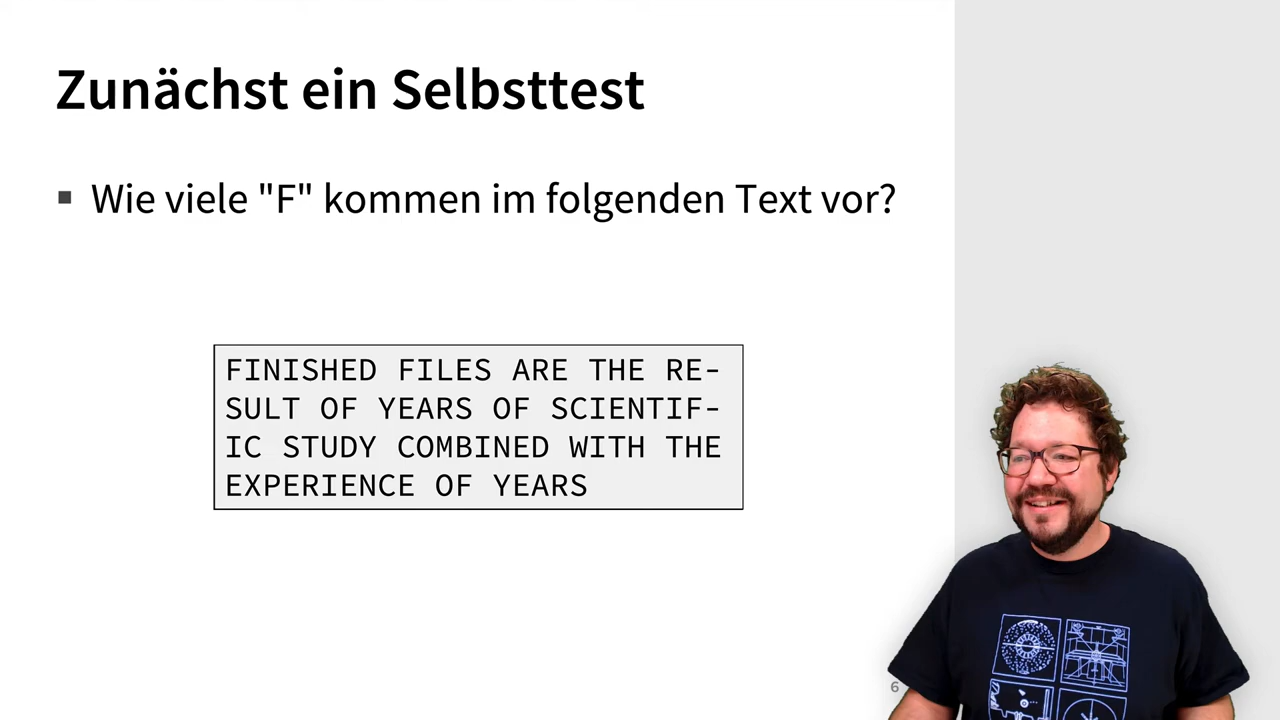 Zunächst ein Selbsttest
▪ Wie viele "F" kommen im folgenden Text vor?
FINISHED FILES ARE THE RE-
SULT OF YEARS OF SCIENTIF-
IC STUDY COMBINED WITH THE
EXPERIENCE OF YEARS
6